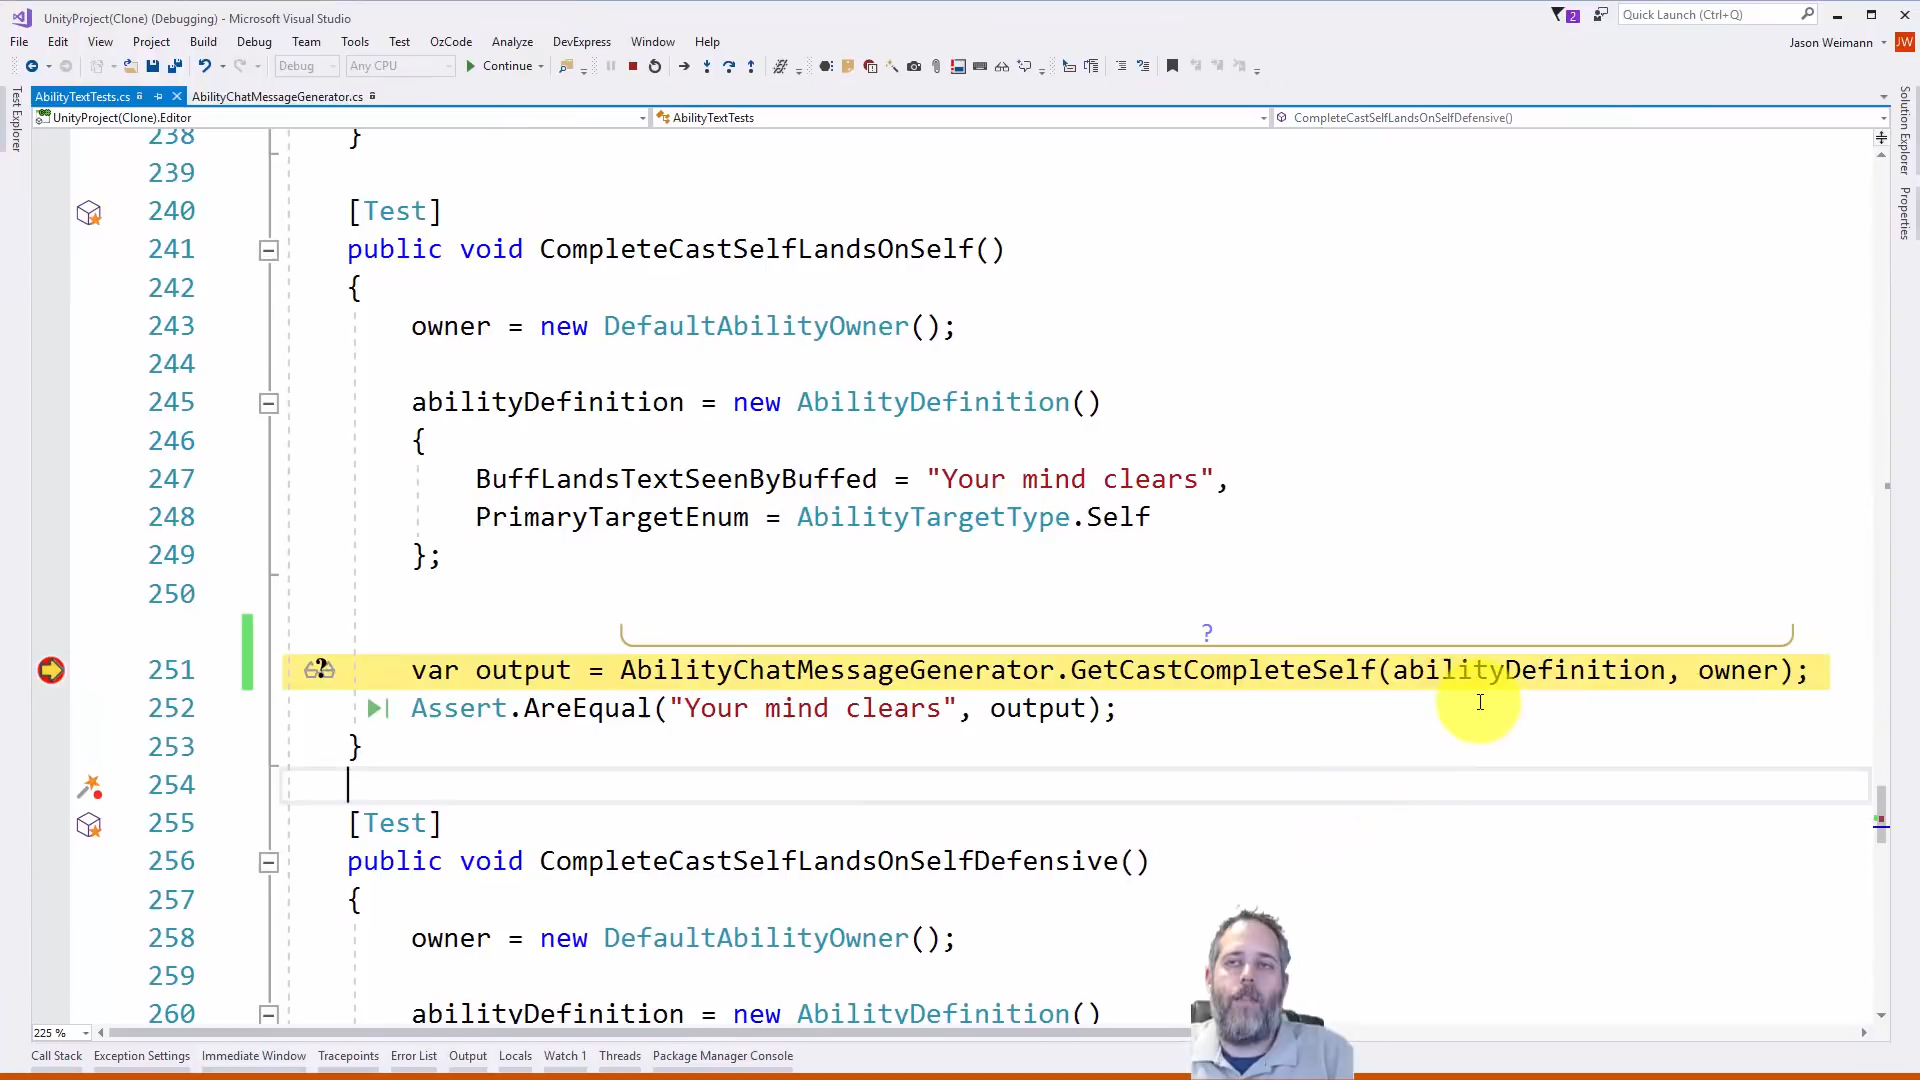 UnityProject(Clone) (Debugging) - Microsoft Visual Studio
2
Quick Launch (Ctrl+Q)
File Edit View Project Build Debug Team Tools Test OzCode Analyze DevExpress Window Help
Jason Weimann JW
Debug Any CPU Continue
AbilityTextTests.cs AbilityChatMessageGenerator.cs
UnityProject(Clone).Editor AbilityTextTests CompleteCastSelfLandsOnSelfDefensive()
Test Explorer
Solution Explorer
Properties
238 }
239
240 [Test]
241 public void CompleteCastSelfLandsOnSelf()
242 {
243 owner = new DefaultAbilityOwner();
244
245 abilityDefinition = new AbilityDefinition()
246 {
247 BuffLandsTextSeenByBuffed = "Your mind clears",
248 PrimaryTargetEnum = AbilityTargetType.Self
249 };
250
?
251 ? var output = AbilityChatMessageGenerator.GetCastCompleteSelf(abilityDefinition, owner);
252 Assert.AreEqual("Your mind clears", output);
253 }
254
255 [Test]
256 public void CompleteCastSelfLandsOnSelfDefensive()
257 {
258 owner = new DefaultAbilityOwner();
259
260 abilityDefinition = new AbilityDefinition()
225 %
Call Stack Exception Settings Immediate Window Tracepoints Error List Output Locals Watch 1 Threads Package Manager Console